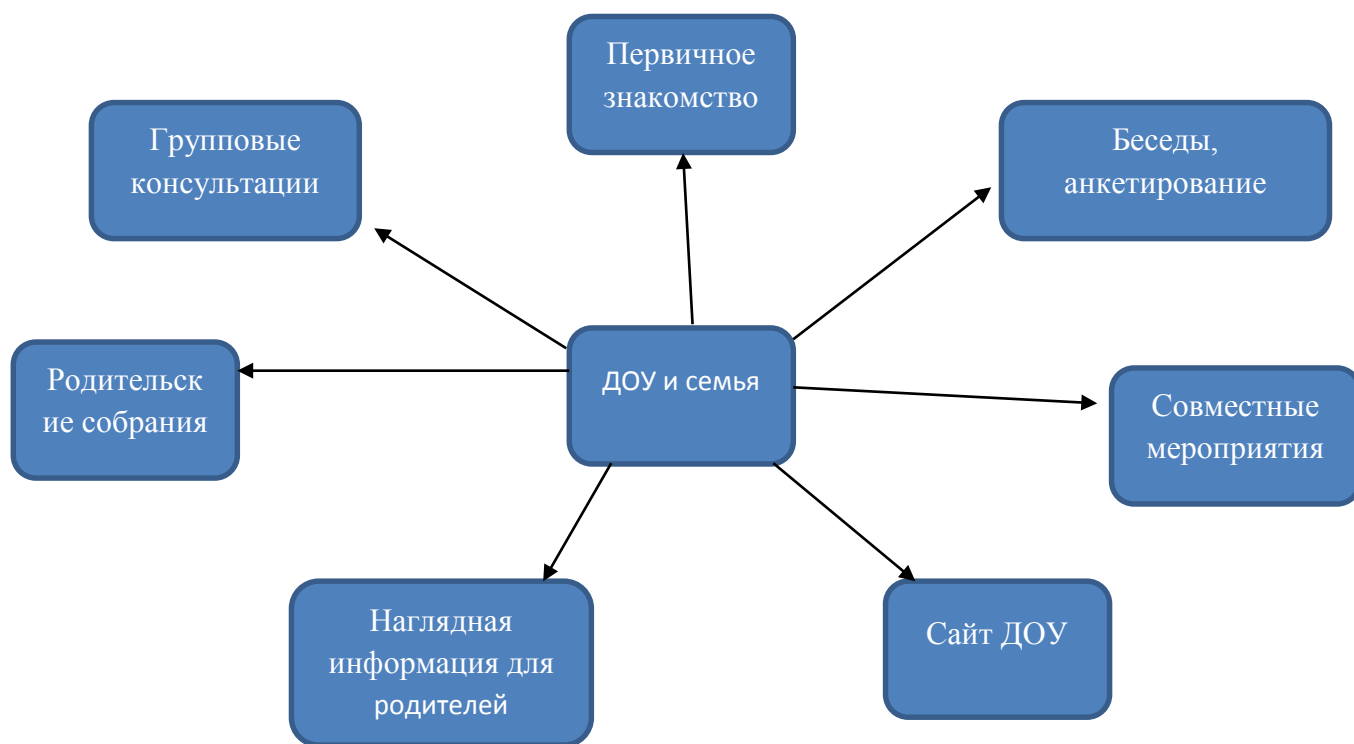 Первичное
знакомство
Групповые
консультации
Беседы,
анкетирование
Родительск
ие собрания
ДОУ и семья
Совместные
мероприятия
Наглядная
информация для
родителей
Сайт ДОУ